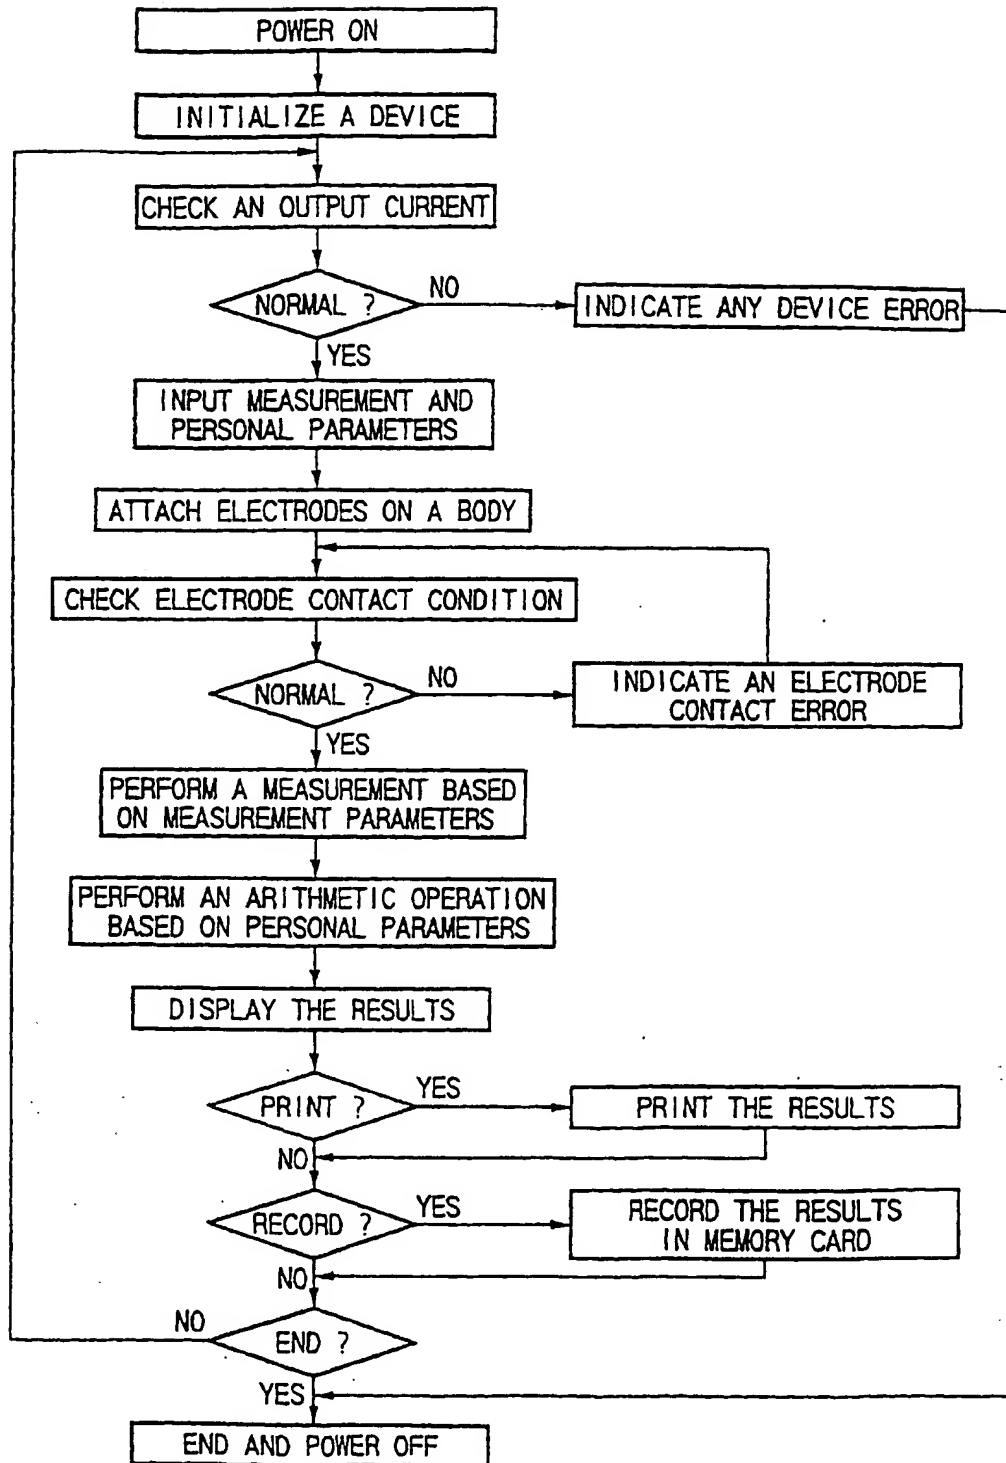 POWER ON
INITIALIZE A DEVICE
CHECK AN OUTPUT CURRENT
NORMAL ?
NO
INDICATE ANY DEVICE ERROR
YES
INPUT MEASUREMENT AND
PERSONAL PARAMETERS
ATTACH ELECTRODES ON A BODY
CHECK ELECTRODE CONTACT CONDITION
NORMAL ?
NO
INDICATE AN ELECTRODE
CONTACT ERROR
YES
PERFORM A MEASUREMENT BASED
ON MEASUREMENT PARAMETERS
PERFORM AN ARITHMETIC OPERATION
BASED ON PERSONAL PARAMETERS
DISPLAY THE RESULTS
PRINT ?
YES
PRINT THE RESULTS
NO
RECORD ?
YES
RECORD THE RESULTS
IN MEMORY CARD
NO
END ?
NO
YES
END AND POWER OFF